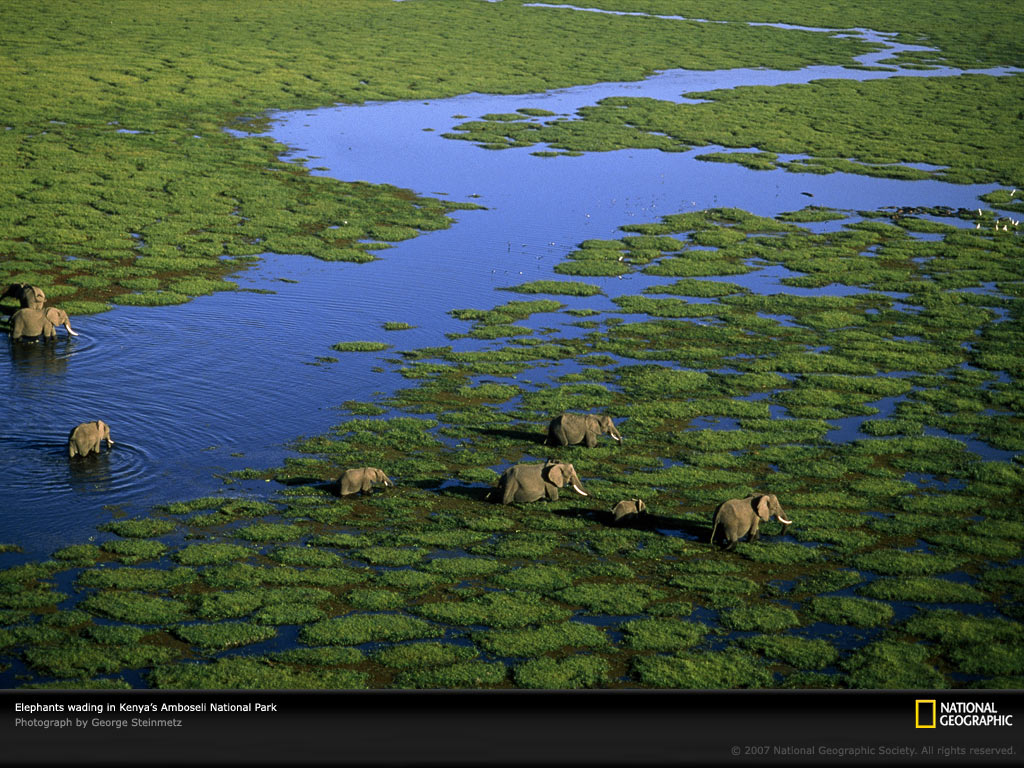 Elephants wading in Kenya's Amboseli National Park
Photograph by George Steinmetz
NATIONAL
GEOGRAPHIC
© 2007 National Geographic Society. All rights reserved.